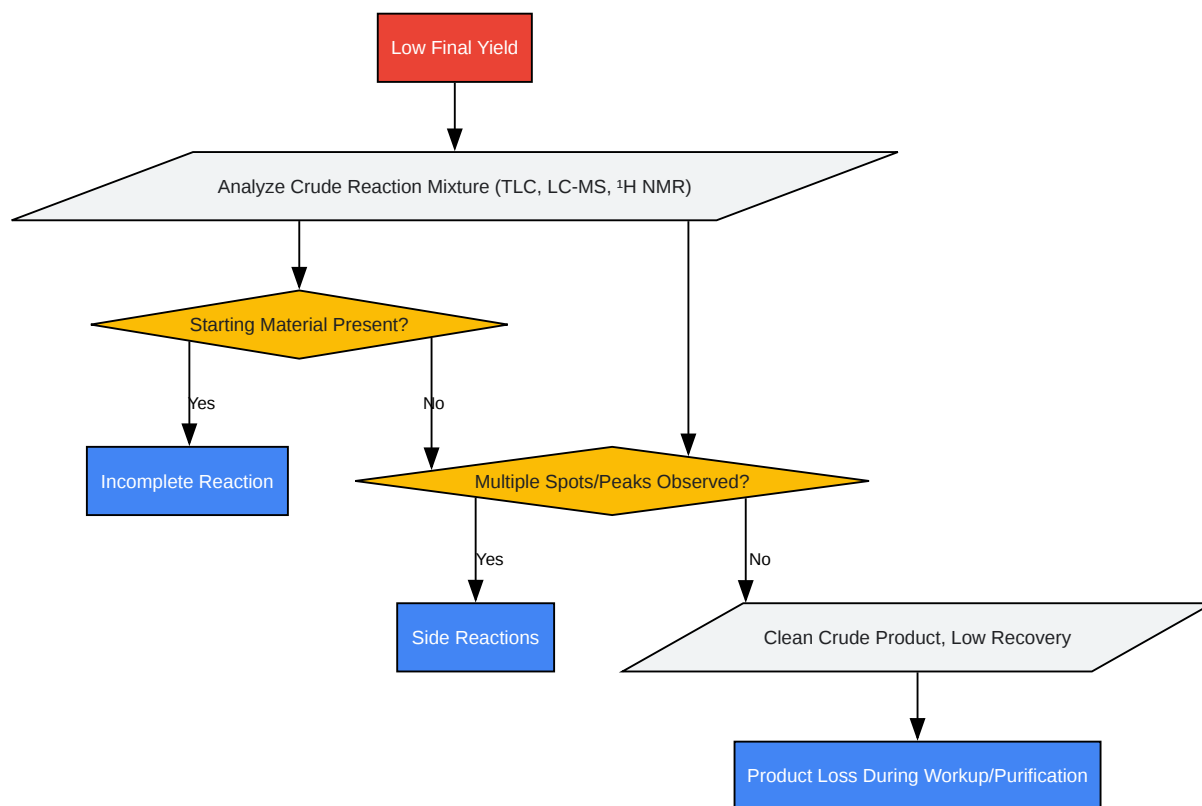 Low Final Yield
Analyze Crude Reaction Mixture (TLC, LC-MS, ¹H NMR)
Starting Material Present?
Yes
No
Incomplete Reaction
Multiple Spots/Peaks Observed?
Yes
No
Side Reactions
Clean Crude Product, Low Recovery
Product Loss During Workup/Purification